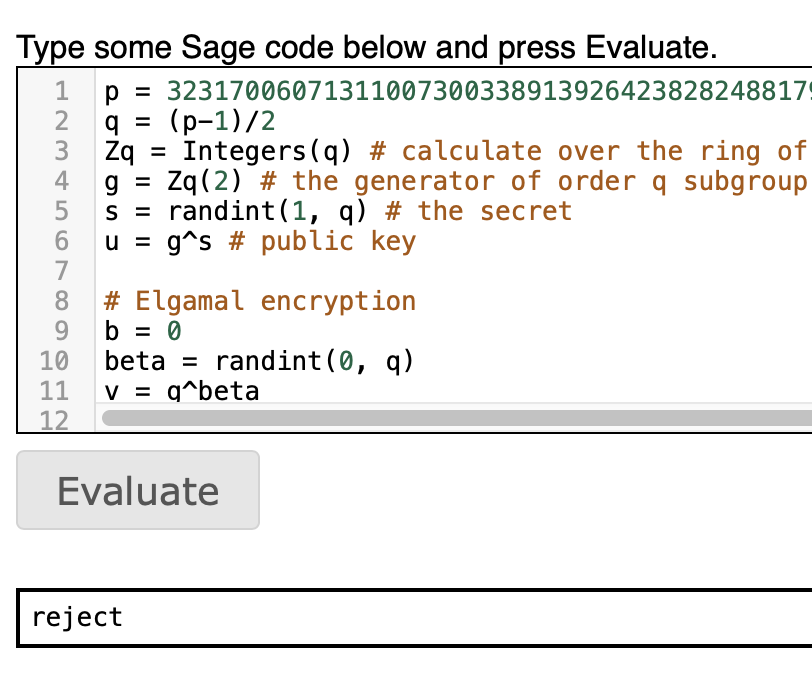 Type some Sage code below and press Evaluate.
1 p = 32317006071311007300338913926423828248817
2 q = (p-1)/2
3 Zq = Integers(q) # calculate over the ring of
4 g = Zq(2) # the generator of order q subgroup
5 s = randint(1, q) # the secret
6 u = g^s # public key
7
8 # Elgamal encryption
9 b = 0
10 beta = randint(0, q)
11 v = g^beta
12
Evaluate
reject